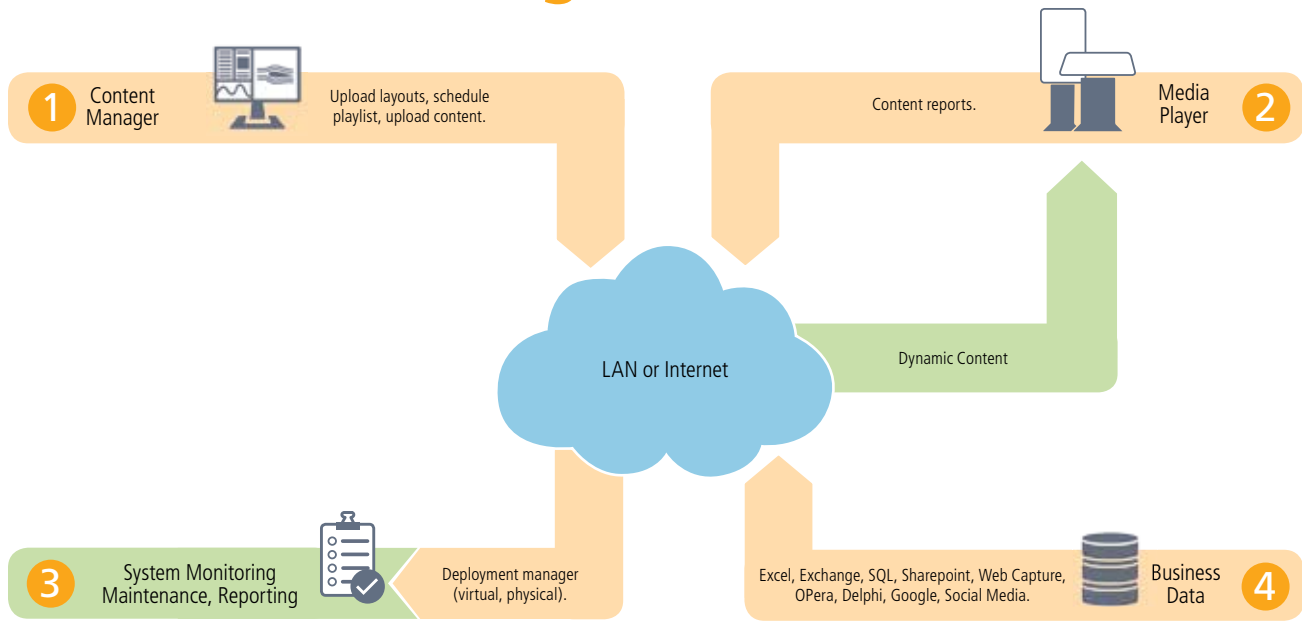 1
Content
Manager
Upload layouts, schedule
playlist, upload content.
Content reports.
Media
Player
2
LAN or Internet
Dynamic Content
3
System Monitoring
Maintenance, Reporting
Deployment manager
(virtual, physical).
Excel, Exchange, SQL, Sharepoint, Web Capture,
OPera, Delphi, Google, Social Media.
Business
Data
4